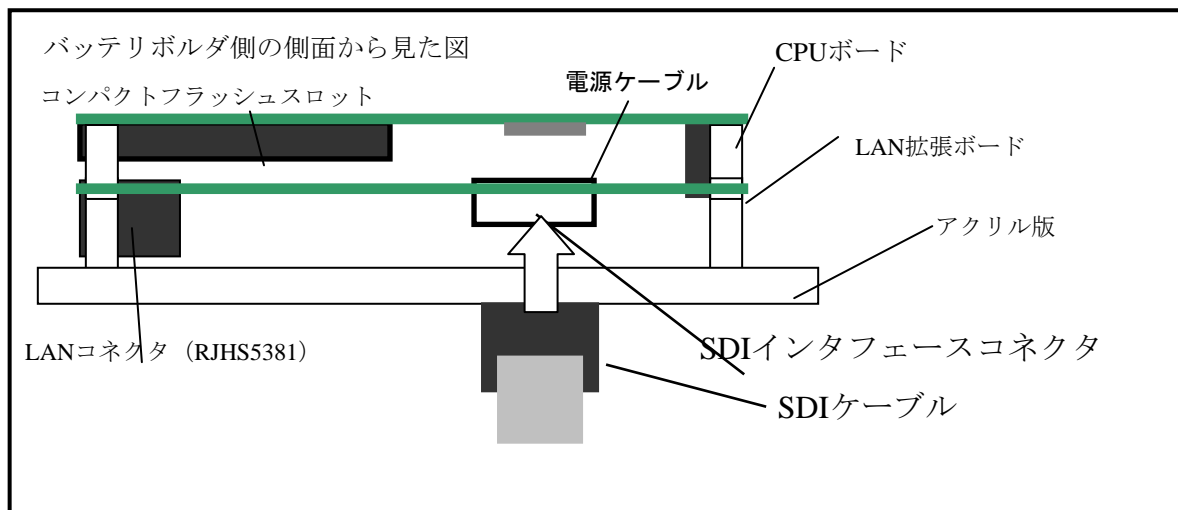 バッテリボルダ側の側面から見た図
CPUボード
電源ケーブル
コンパクトフラッシュスロット
LAN拡張ボード
アクリル版
LANコネクタ（RJHS5381）
SDIインタフェースコネクタ
SDIケーブル